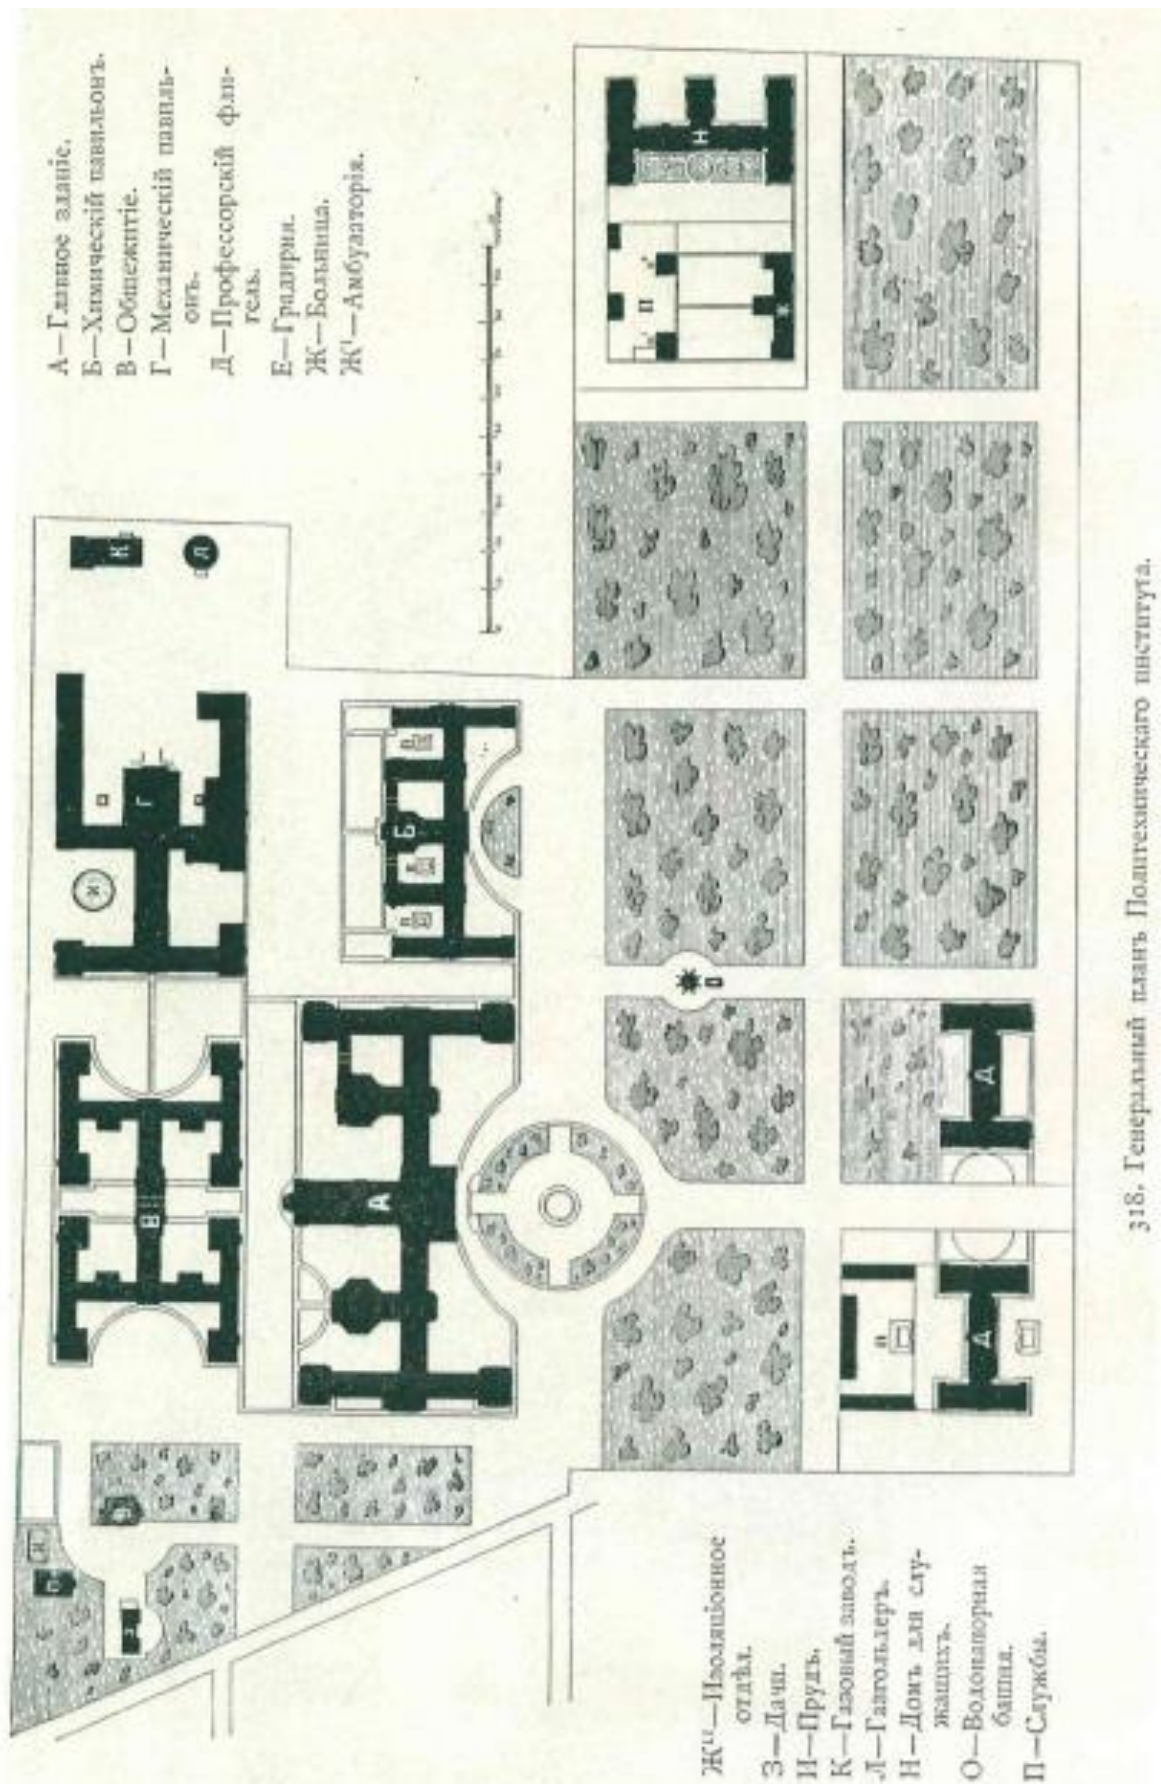 А—Главное зданіе.
Б—Химическій павильонъ.
В—Общежитіе.
Г—Механическій павиль-
онъ.
Д—Профессорскій фли-
гель.
Е—Градирня.
Ж—Больница.
Ж¹—Амбулаторія.
Ж¹¹—Изоляціонное
отдѣл.
З—Дачи.
И—Прудъ.
К—Газовый заводъ.
Л—Газгольдеръ.
Н—Домъ для слу-
жащихъ.
О—Водонапорная
башня.
П—Службы.
К
Л
Г
И
Б
В
А
Н
П
Д
Д
318. Генеральный планъ Политехническаго института.